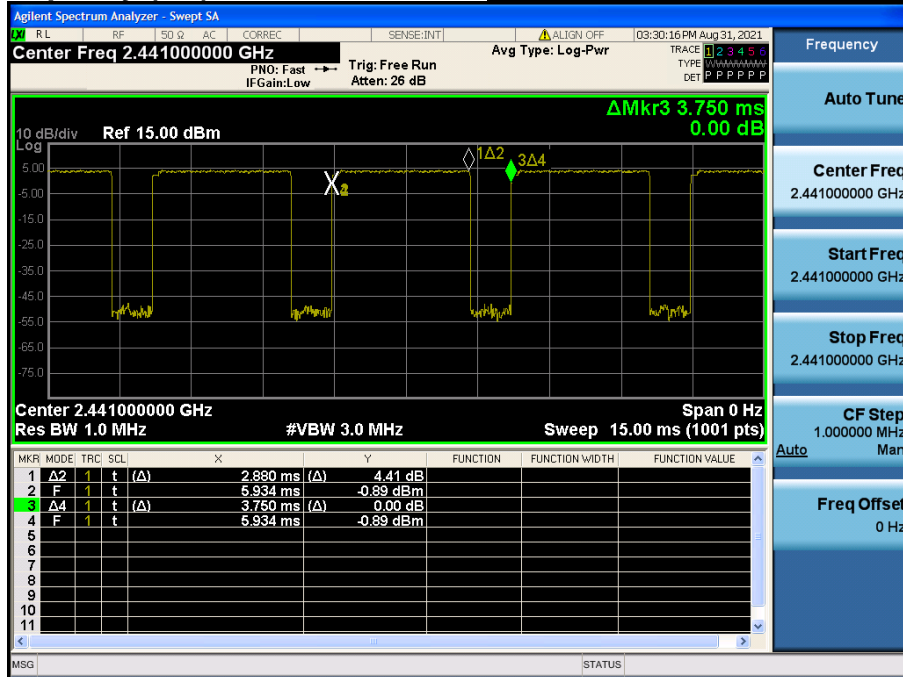 Agilent Spectrum Analyzer - Swept SA
LXI RL RF 50 Ω AC CORREC SENSE:INT ALIGN OFF 03:30:16 PM Aug 31, 2021
Center Freq 2.441000000 GHz
PNO: Fast
IFGain:Low
Trig: Free Run
Atten: 26 dB
Avg Type: Log-Pwr
TRACE 1 2 3 4 5 6
TYPE
DET P P P P P P
ΔMkr3 3.750 ms
0.00 dB
10 dB/div Ref 15.00 dBm
Log
5.00
-5.00
-15.0
-25.0
-35.0
-45.0
-55.0
-65.0
-75.0
1Δ2
3Δ4
2
Center 2.441000000 GHz Span 0 Hz
Res BW 1.0 MHz #VBW 3.0 MHz Sweep 15.00 ms (1001 pts)
MKR MODE TRC SCL X Y FUNCTION FUNCTION WIDTH FUNCTION VALUE
1 Δ2 1 t (Δ) 2.880 ms (Δ) 4.41 dB
2 F 1 t 5.934 ms -0.89 dBm
3 Δ4 1 t (Δ) 3.750 ms (Δ) 0.00 dB
4 F 1 t 5.934 ms -0.89 dBm
5
6
7
8
9
10
11
MSG STATUS
Frequency
Auto Tune
Center Freq
2.441000000 GHz
Start Freq
2.441000000 GHz
Stop Freq
2.441000000 GHz
CF Step
1.000000 MHz
Auto Man
Freq Offset
0 Hz